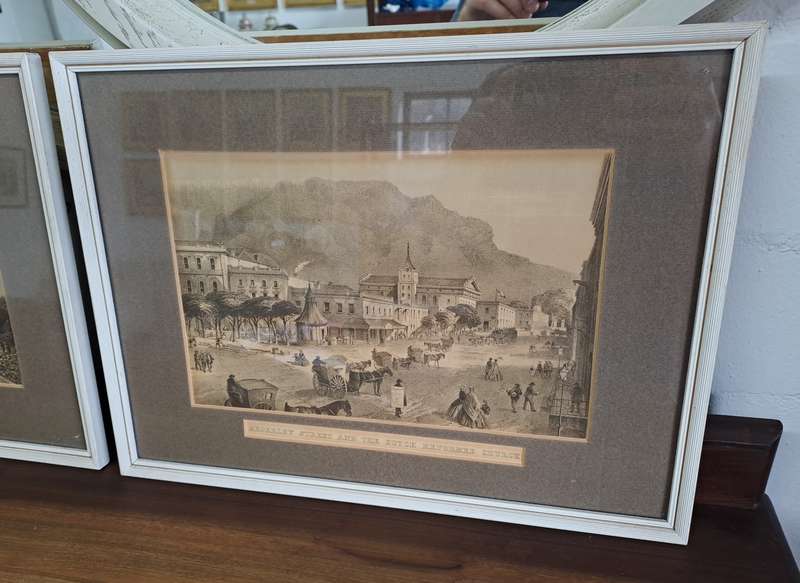 ADDERLEY STREET AND THE DUTCH REFORMED CHURCH